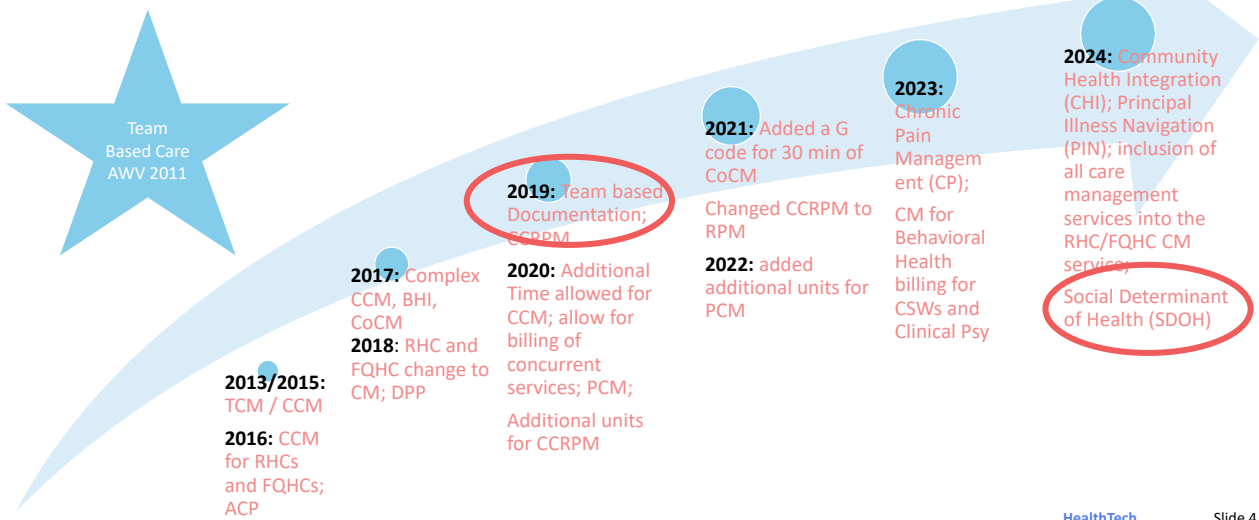 Team
Based Care
AWV 2011
2013/2015:
TCM / CCM
2016: CCM
for RHCs
and FQHCs;
ACP
2017: Complex
CCM, BHI,
CoCM
2018: RHC and
FQHC change to
CM; DPP
2019: Team based
Documentation;
CCRPM
2020: Additional
Time allowed for
CCM; allow for
billing of
concurrent
services; PCM;
Additional units
for CCRPM
2021: Added a G
code for 30 min of
CoCM
Changed CCRPM to
RPM
2022: added
additional units for
PCM
2023:
Chronic
Pain
Managem
ent (CP);
CM for
Behavioral
Health
billing for
CSWs and
Clinical Psy
2024: Community
Health Integration
(CHI); Principal
Illness Navigation
(PIN); inclusion of
all care
management
services into the
RHC/FQHC CM
service;
Social Determinant
of Health (SDOH)
HealthTech Slide 4